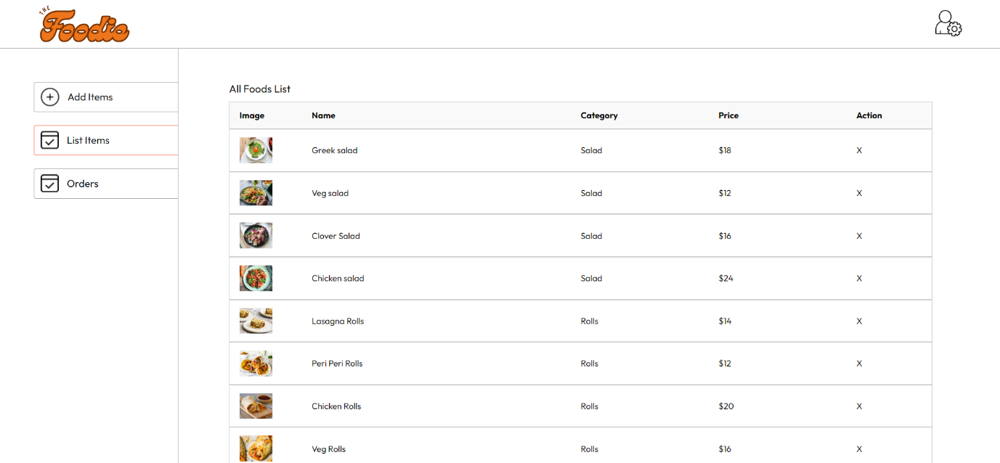 THE
Foodie
Add Items
List Items
Orders
All Foods List
Image Name Category Price Action
Greek salad Salad $18 X
Veg salad Salad $12 X
Clover Salad Salad $16 X
Chicken salad Salad $24 X
Lasagna Rolls Rolls $14 X
Peri Peri Rolls Rolls $12 X
Chicken Rolls Rolls $20 X
Veg Rolls Rolls $16 X